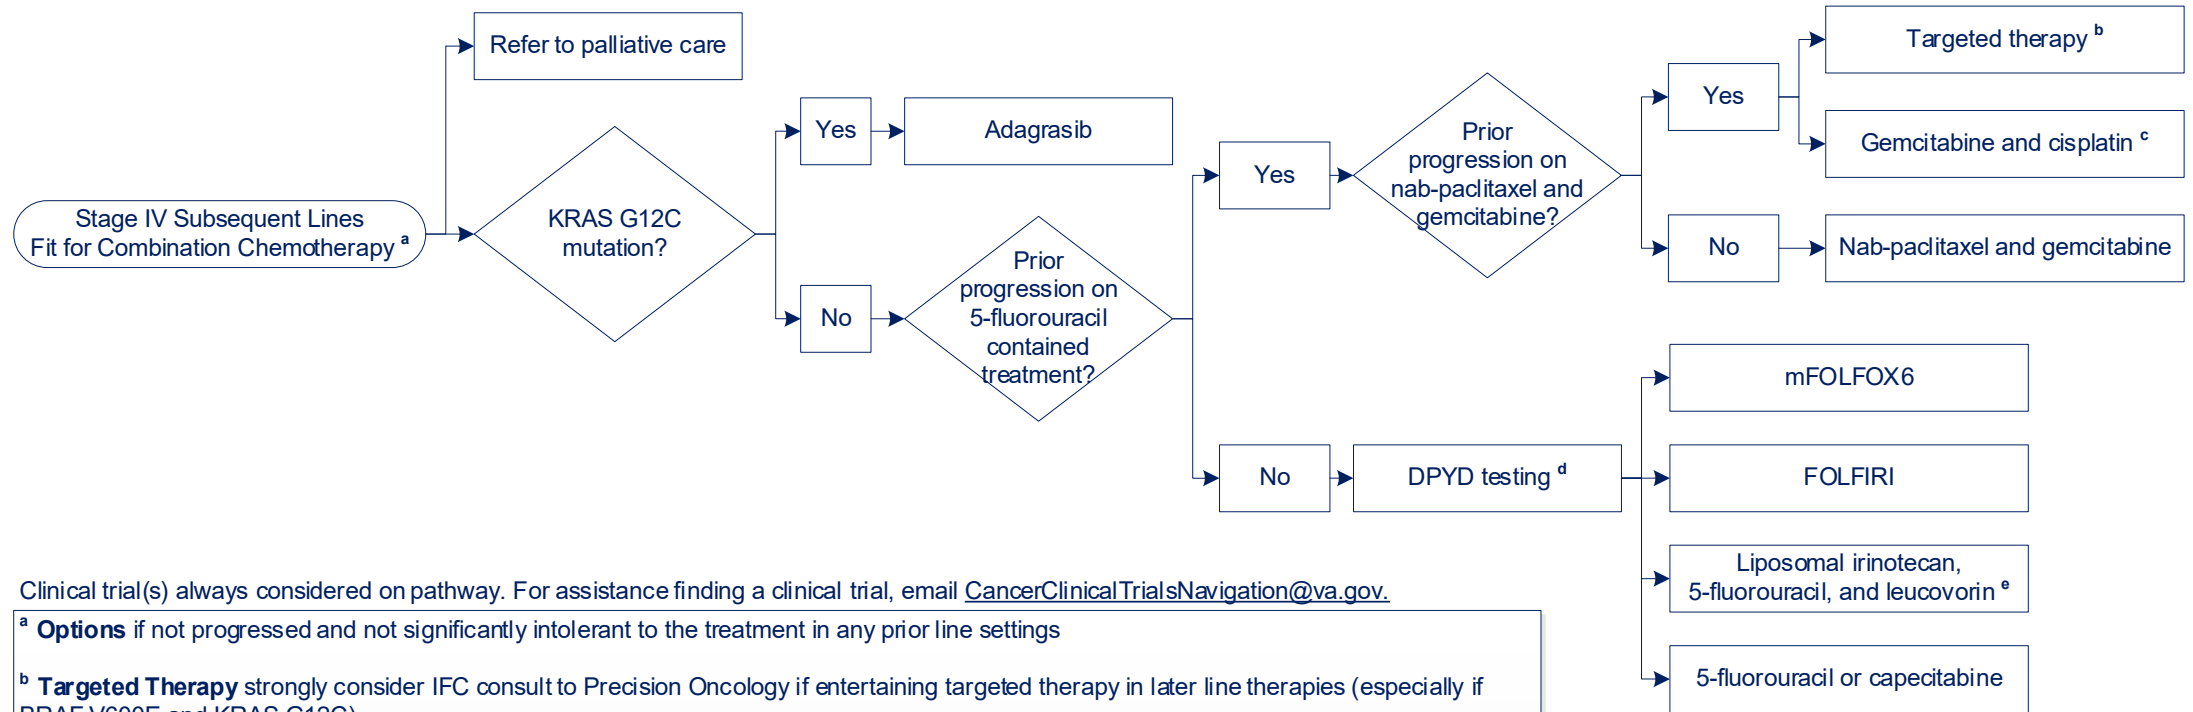 Refer to palliative care
Stage IV Subsequent Lines
Fit for Combination Chemotherapy a
KRAS G12C
mutation?
Yes
Adagrasib
No
Prior
progression on
5-fluorouracil
contained
treatment?
Yes
Prior
progression on
nab-paclitaxel and
gemcitabine?
Yes
Targeted therapy b
Gemcitabine and cisplatin c
No
Nab-paclitaxel and gemcitabine
No
DPYD testing d
mFOLFOX6
FOLFIRI
Liposomal irinotecan,
5-fluorouracil, and leucovorin e
5-fluorouracil or capecitabine
Clinical trial(s) always considered on pathway. For assistance finding a clinical trial, email CancerClinicalTrialsNavigation@va.gov.
a Options if not progressed and not significantly intolerant to the treatment in any prior line settings
b Targeted Therapy strongly consider IFC consult to Precision Oncology if entertaining targeted therapy in later line therapies (especially if
BRAF V600E and KRAS G12C)